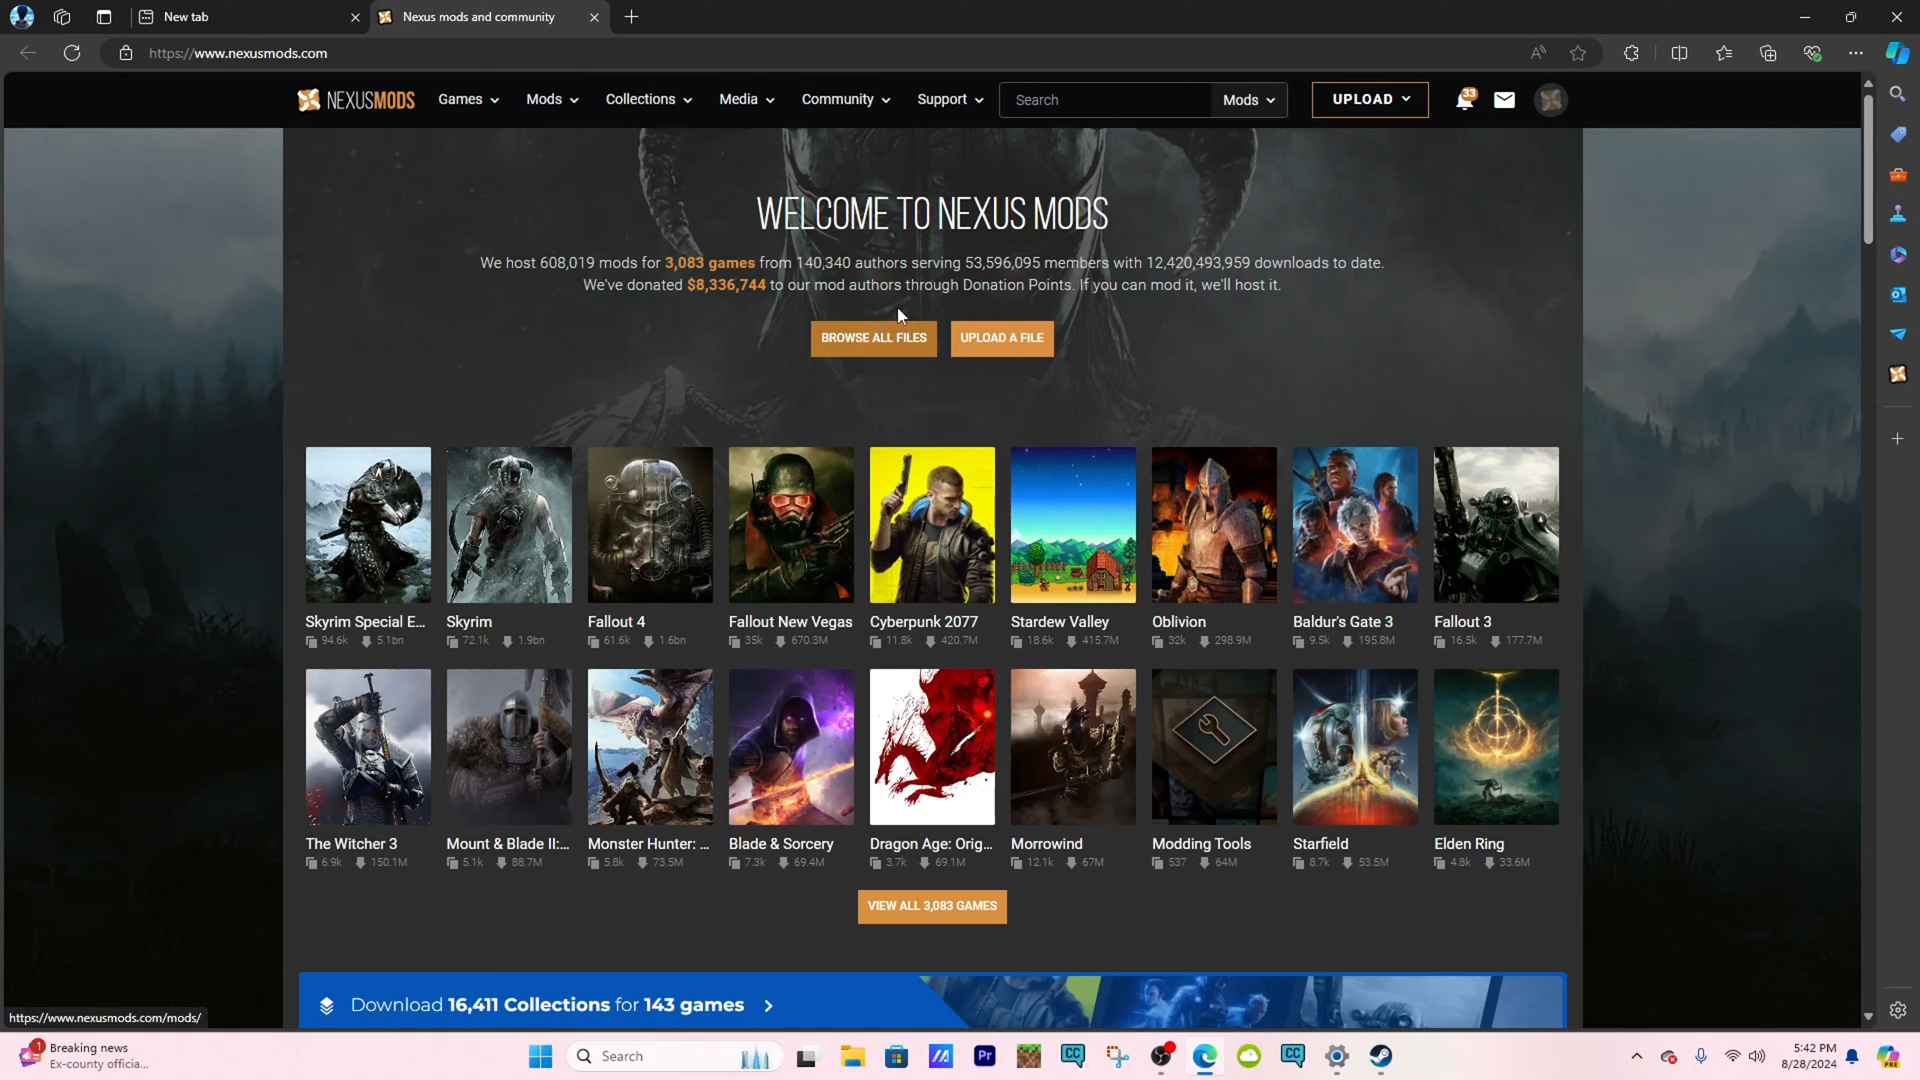 New tab
Nexus mods and community
https://www.nexusmods.com
NEXUSMODS
Games
Mods
Collections
Media
Community
Support
Search
Mods
UPLOAD
33
WELCOME TO NEXUS MODS
We host 608,019 mods for 3,083 games from 140,340 authors serving 53,596,095 members with 12,420,493,959 downloads to date.
We've donated $8,336,744 to our mod authors through Donation Points. If you can mod it, we'll host it.
BROWSE ALL FILES
UPLOAD A FILE
Skyrim Special E...
94.6k 5.1bn
Skyrim
72.1k 1.9bn
Fallout 4
61.6k 1.6bn
Fallout New Vegas
35k 670.3M
Cyberpunk 2077
11.8k 420.7M
Stardew Valley
18.6k 415.7M
Oblivion
32k 298.9M
Baldur's Gate 3
9.5k 195.8M
Fallout 3
16.5k 177.7M
The Witcher 3
6.9k 150.1M
Mount & Blade II:...
5.1k 88.7M
Monster Hunter: ...
5.8k 73.5M
Blade & Sorcery
7.3k 69.4M
Dragon Age: Orig...
3.7k 69.1M
Morrowind
12.1k 67M
Modding Tools
537 64M
Starfield
8.7k 53.5M
Elden Ring
4.8k 33.6M
VIEW ALL 3,083 GAMES
Download 16,411 Collections for 143 games
https://www.nexusmods.com/mods/
1
Breaking news
Ex-county officia...
Search
Pr
CC
CC
5:42 PM
8/28/2024
PRE